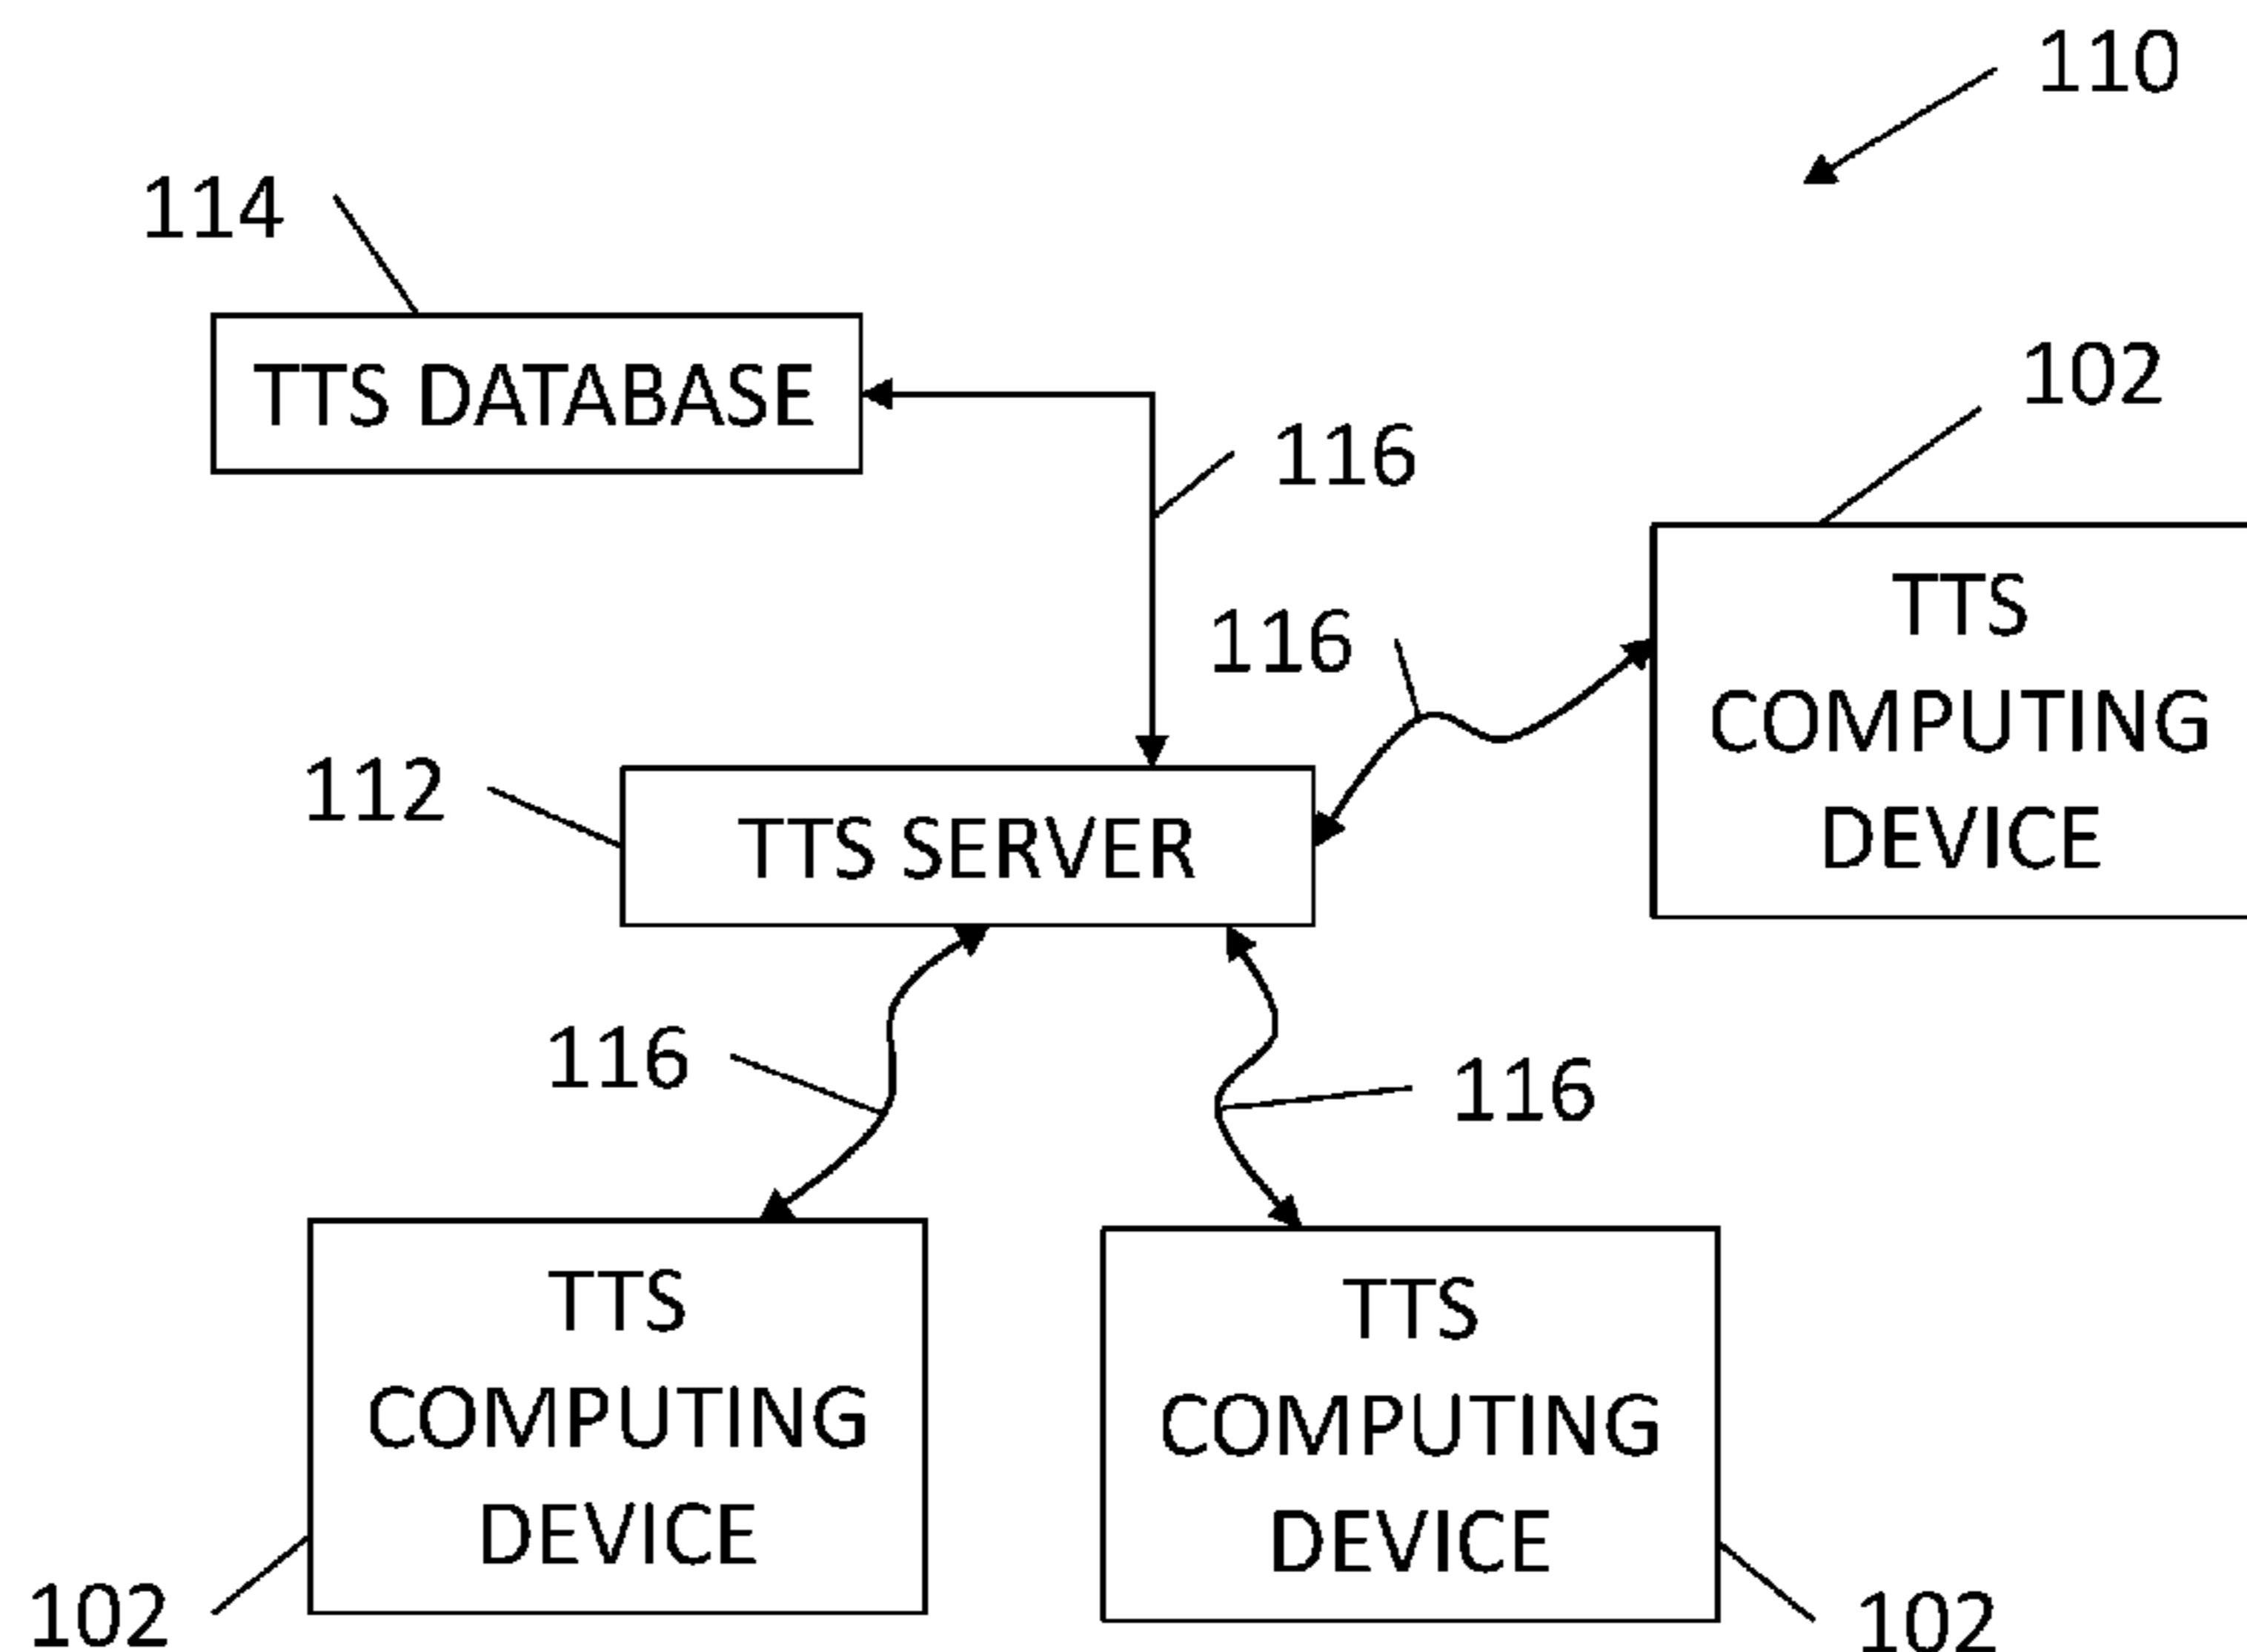 110
114
TTS DATABASE
102
116
116
TTS
COMPUTING
DEVICE
112
TTS SERVER
116
116
TTS
COMPUTING
DEVICE
TTS
COMPUTING
DEVICE
102
102